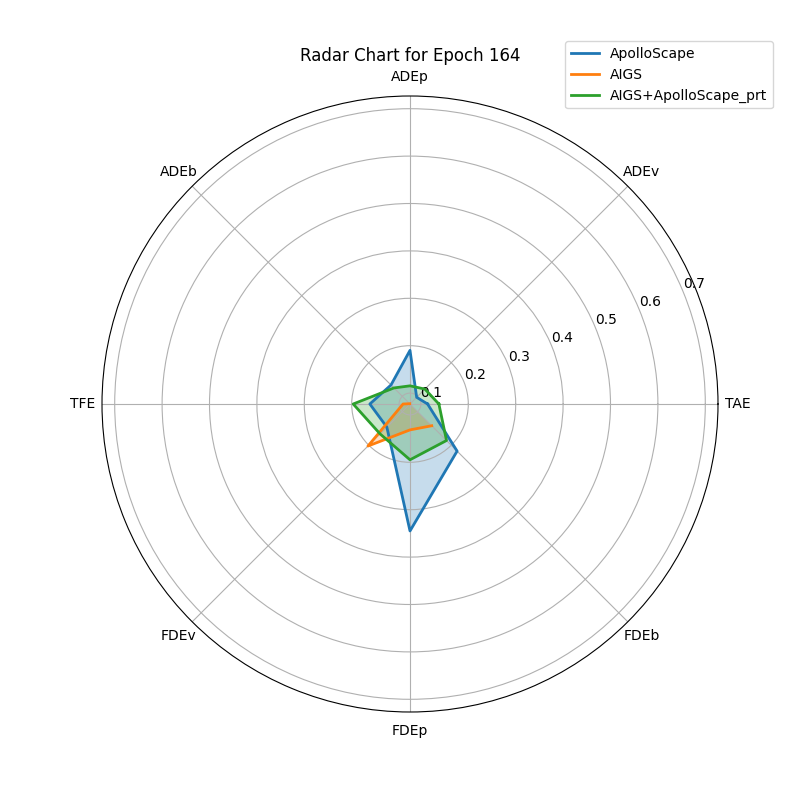 Radar Chart for Epoch 164
ApolloScape
AIGS
AIGS+ApolloScape_prt
ADEp
ADEb
ADEv
0.7
0.6
0.5
0.4
0.3
0.2
0.1
TFE
TAE
FDEv
FDEb
FDEp